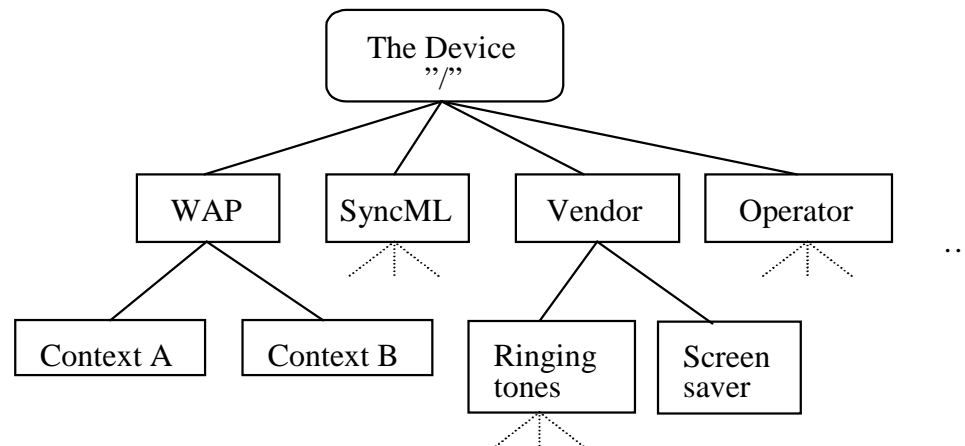 The Device
”/”
WAP
SyncML
Vendor
Operator
..
Context A
Context B
Ringing
tones
Screen
saver